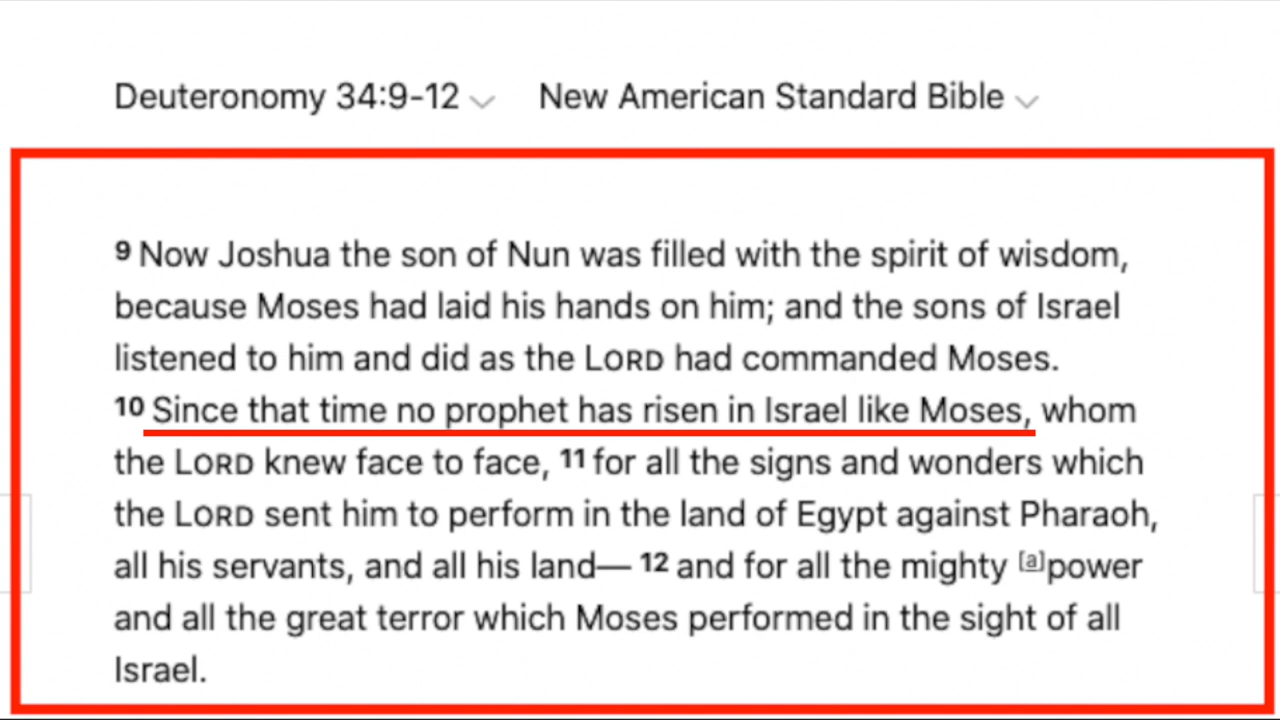 Deuteronomy 34:9-12 New American Standard Bible
9 Now Joshua the son of Nun was filled with the spirit of wisdom,
because Moses had laid his hands on him; and the sons of Israel
listened to him and did as the LORD had commanded Moses.
10 Since that time no prophet has risen in Israel like Moses, whom
the LORD knew face to face, 11 for all the signs and wonders which
the LORD sent him to perform in the land of Egypt against Pharaoh,
all his servants, and all his land— 12 and for all the mighty [a]power
and all the great terror which Moses performed in the sight of all
Israel.